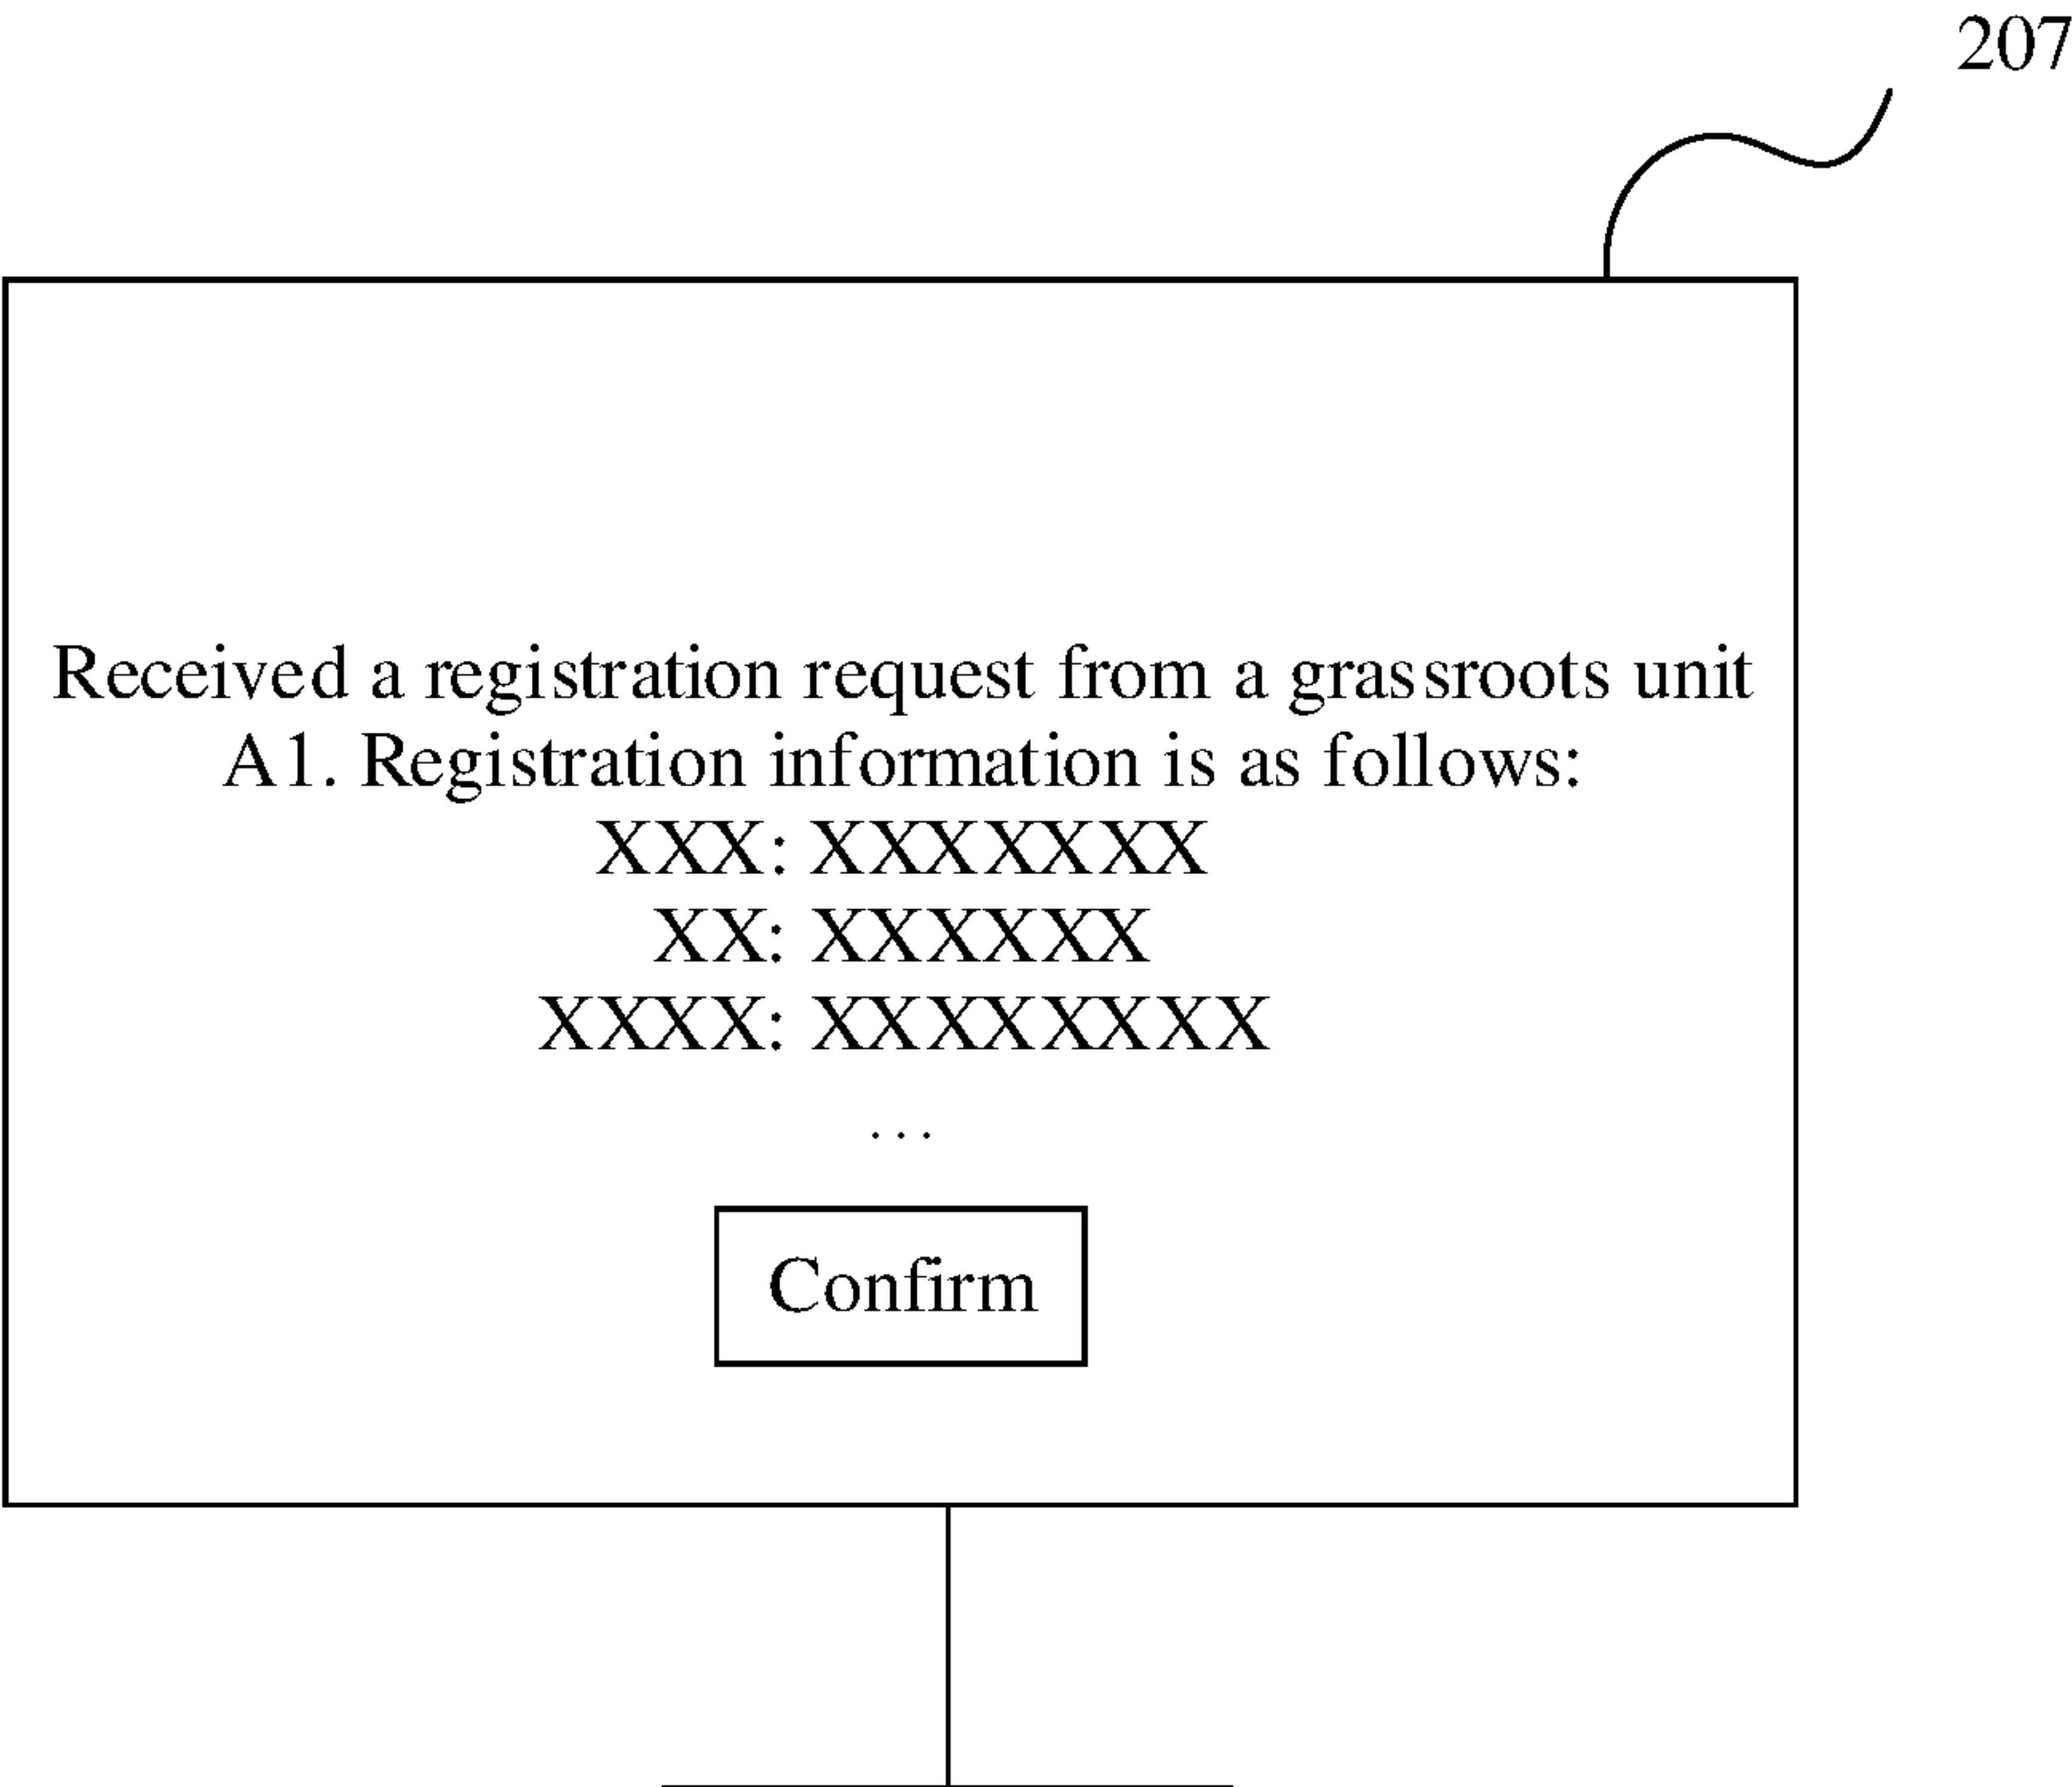 207
Received a registration request from a grassroots unit
A1. Registration information is as follows:
XXX: XXXXXXX
XX: XXXXXX
XXXX: XXXXXXXX
...
Confirm